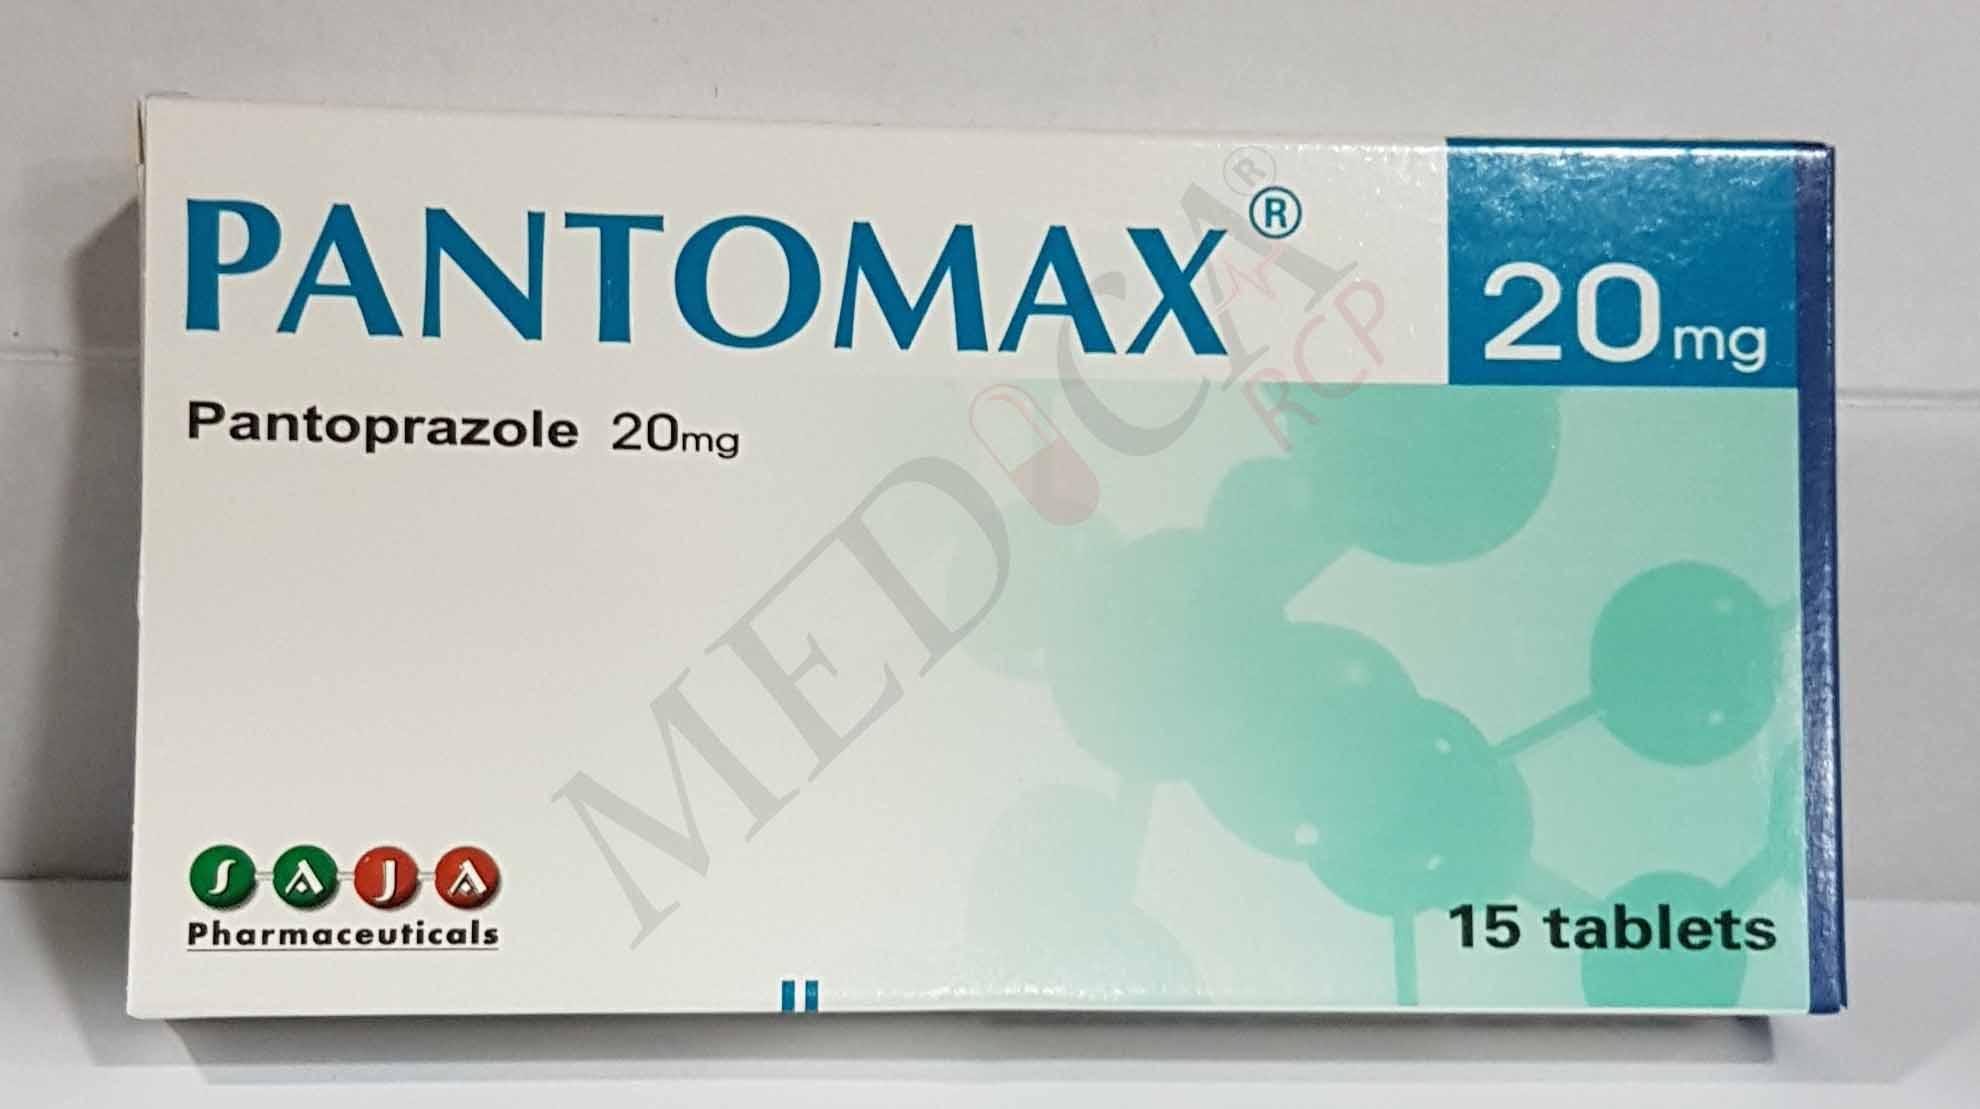 PANTOMAX®
20mg
Pantoprazole 20mg
MEDICA®
RCP
SAJA
Pharmaceuticals
15 tablets